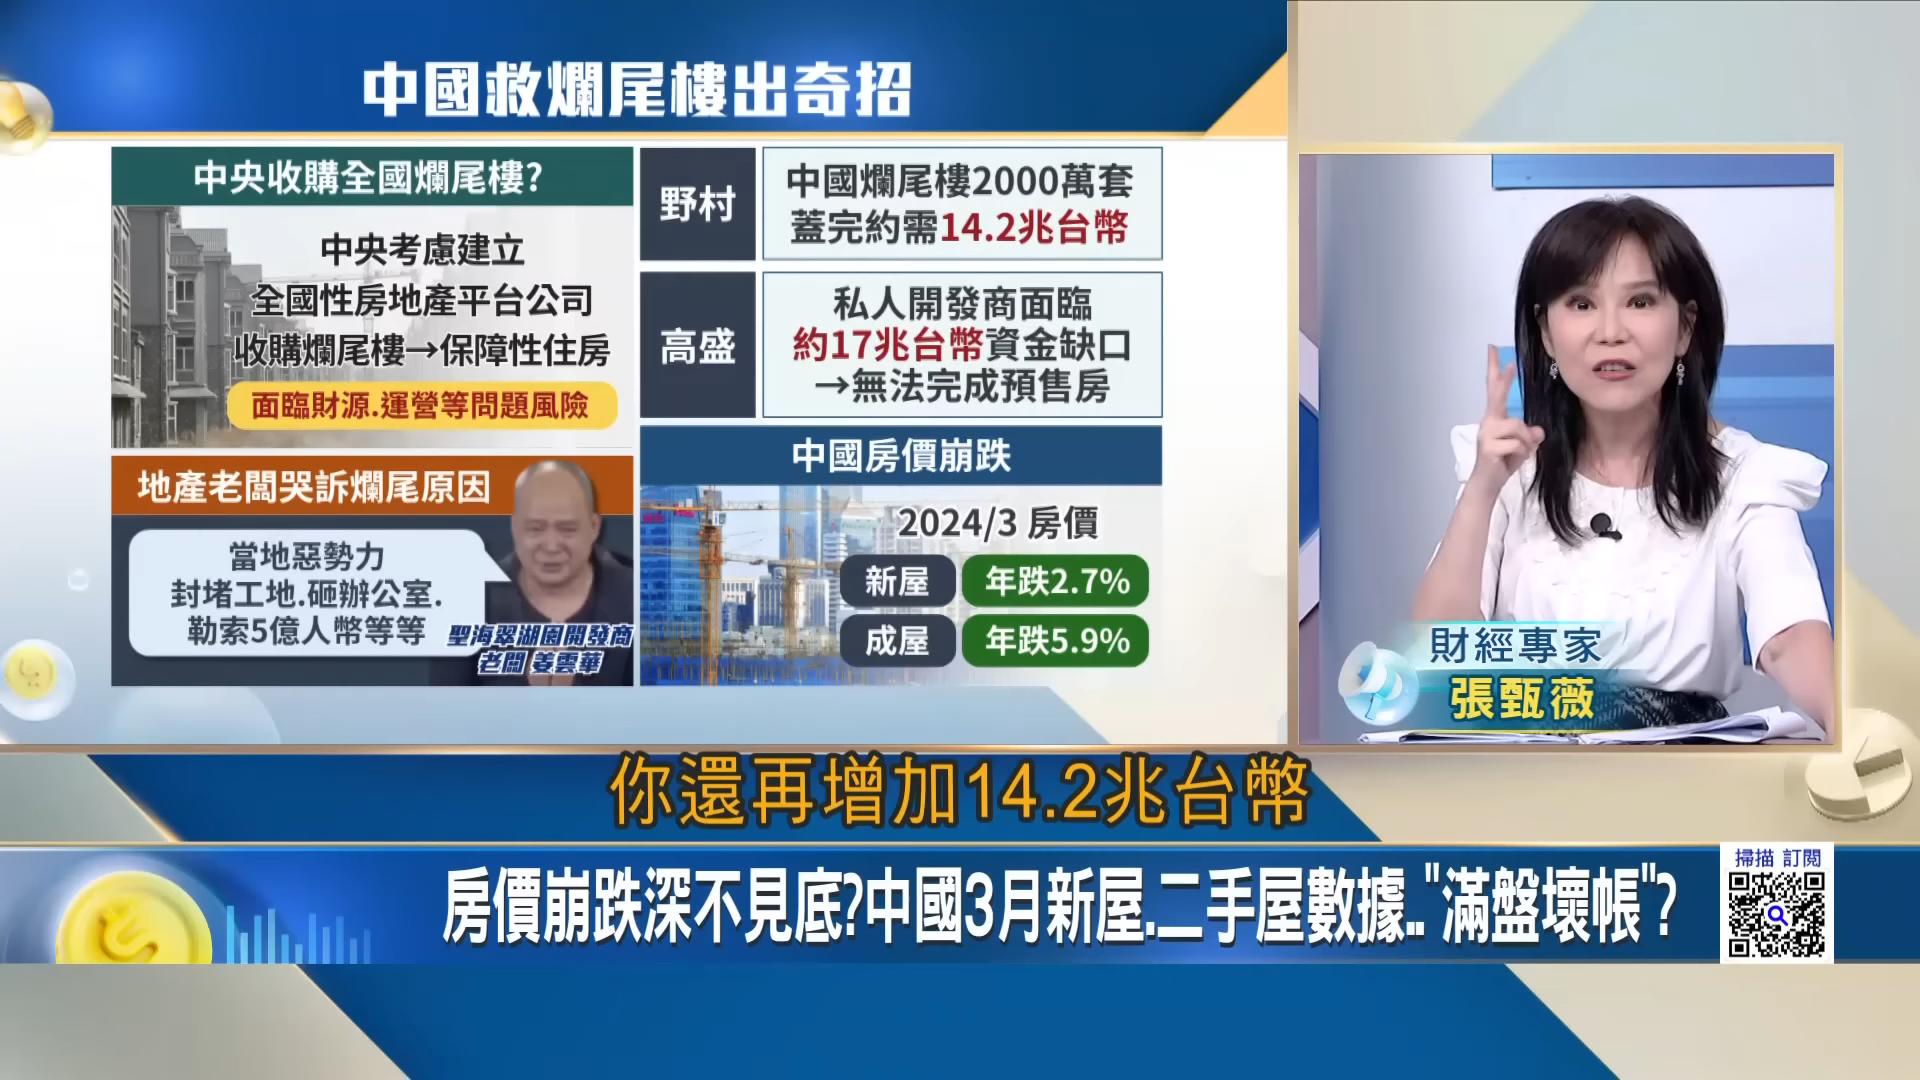 中國救爛尾樓出奇招
中央收購全國爛尾樓?
中央考慮建立
全國性房地產平台公司
收購爛尾樓→保障性住房
面臨財源.運營等問題風險
地產老闆哭訴爛尾原因
當地惡勢力
封堵工地.砸辦公室.
勒索5億人幣等等
聖海翠湖園開發商
老闆 姜雲華
野村
中國爛尾樓2000萬套
蓋完約需14.2兆台幣
高盛
私人開發商面臨
約17兆台幣資金缺口
→無法完成預售房
中國房價崩跌
2024/3 房價
新屋 年跌2.7%
成屋 年跌5.9%
財經專家
張甄薇
你還再增加14.2兆台幣
房價崩跌深不見底?中國3月新屋.二手屋數據.."滿盤壞帳"?
掃描 訂閱